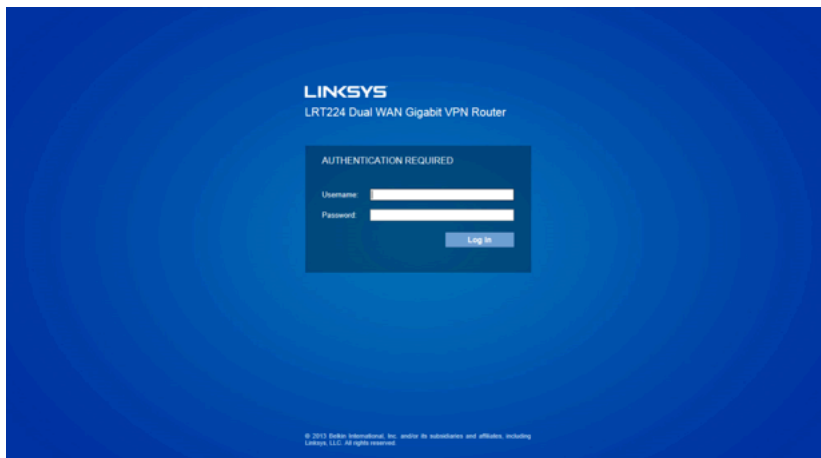 LINKSYS
LRT224 Dual WAN Gigabit VPN Router
AUTHENTICATION REQUIRED
Username:
Password:
Log In
© 2013 Belkin International, Inc. and/or its subsidiaries and affiliates, including
Linksys, LLC. All rights reserved.